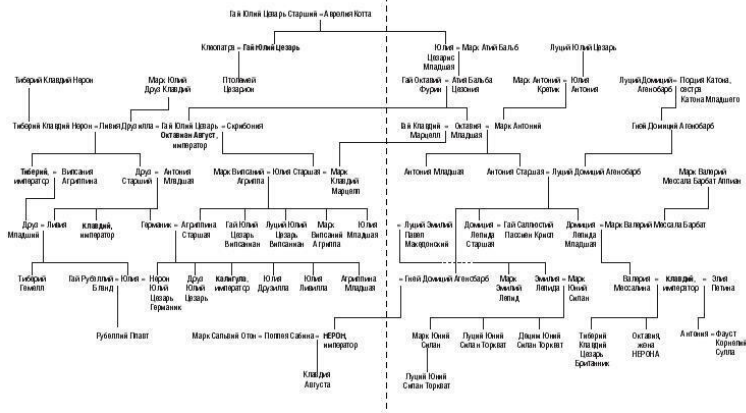 Гай Юлий Цезарь Старший = Аврелия Котта
Клеопатра = Гай Юлий Цезарь
Юлия = Марк Атий Бальб
Цезарис
Младшая
Луций Юлий Цезарь
Тиберий Клавдий Нерон
Марк Юлий
Друз Клавдий
Птолемей
Цезарион
Гай Октавий = Атия Бальба
Фурин Цезония
Марк Антоний = Юлия
Кретик Антония
Луций Домиций = Порция Катона,
Агенобарб сестра
Катона Младшего
Тиберий Клавдий Нерон = Ливия Друзилла = Гай Юлий Цезарь = Скрибония
Октавиан Август,
император
Гай Клавдий = Октавия = Марк Антоний
Марцелл Младшая
Гней Домиций Агенобарб
Тиберий, = Випсания
император Агриппина
Друз = Антония
Старший Младшая
Марк Випсаний = Юлия Старшая = Марк
Агриппа Клавдий
Марцелл
Антония Младшая
Антония Старшая = Луций Домиций Агенобарб
Марк Валерий
Мессала Барбат Аппиан
Друз = Ливия
Младший
Клавдий,
император
Германик = Агриппина
Старшая
Гай Юлий
Цезарь
Випсаниан
Луций Юлий
Цезарь
Випсаниан
Марк
Випсаний
Агриппа
Юлия
Младшая
= Луций Эмилий
Павел
Македонский
Домиция = Гай Саллюстий
Лепида Пассиен Крисп
Старшая
Домиция = Марк Валерий Мессала Барбат
Лепида
Младшая
Тиберий
Гемелл
Гай Рубеллий = Юлия = Нерон
Бланд Юлий
Цезарь
Германик
Друз
Юлий
Цезарь
Калигула,
император
Юлия
Друзилла
Юлия
Ливилла
Агриппина
Младшая
= Гней Домиций Агенобарб
Марк
Эмилий
Лепид
Эмилия = Марк
Лепида Юний
Силан
Валерия = Клавдий, = Элия
Мессалина император Петина
Рубеллий Плавт
Марк Сальвий Отон = Поппея Сабина = НЕРОН,
император
Марк Юний
Силан
Луций Юний
Силан Торкват
Децим Юний
Силан Торкват
Тиберий
Клавдий
Цезарь
Британник
Октавия,
жена
НЕРОНА
Антония = Фауст
Корнелий
Сулла
Клавдия
Августа
Луций Юний
Силан Торкват